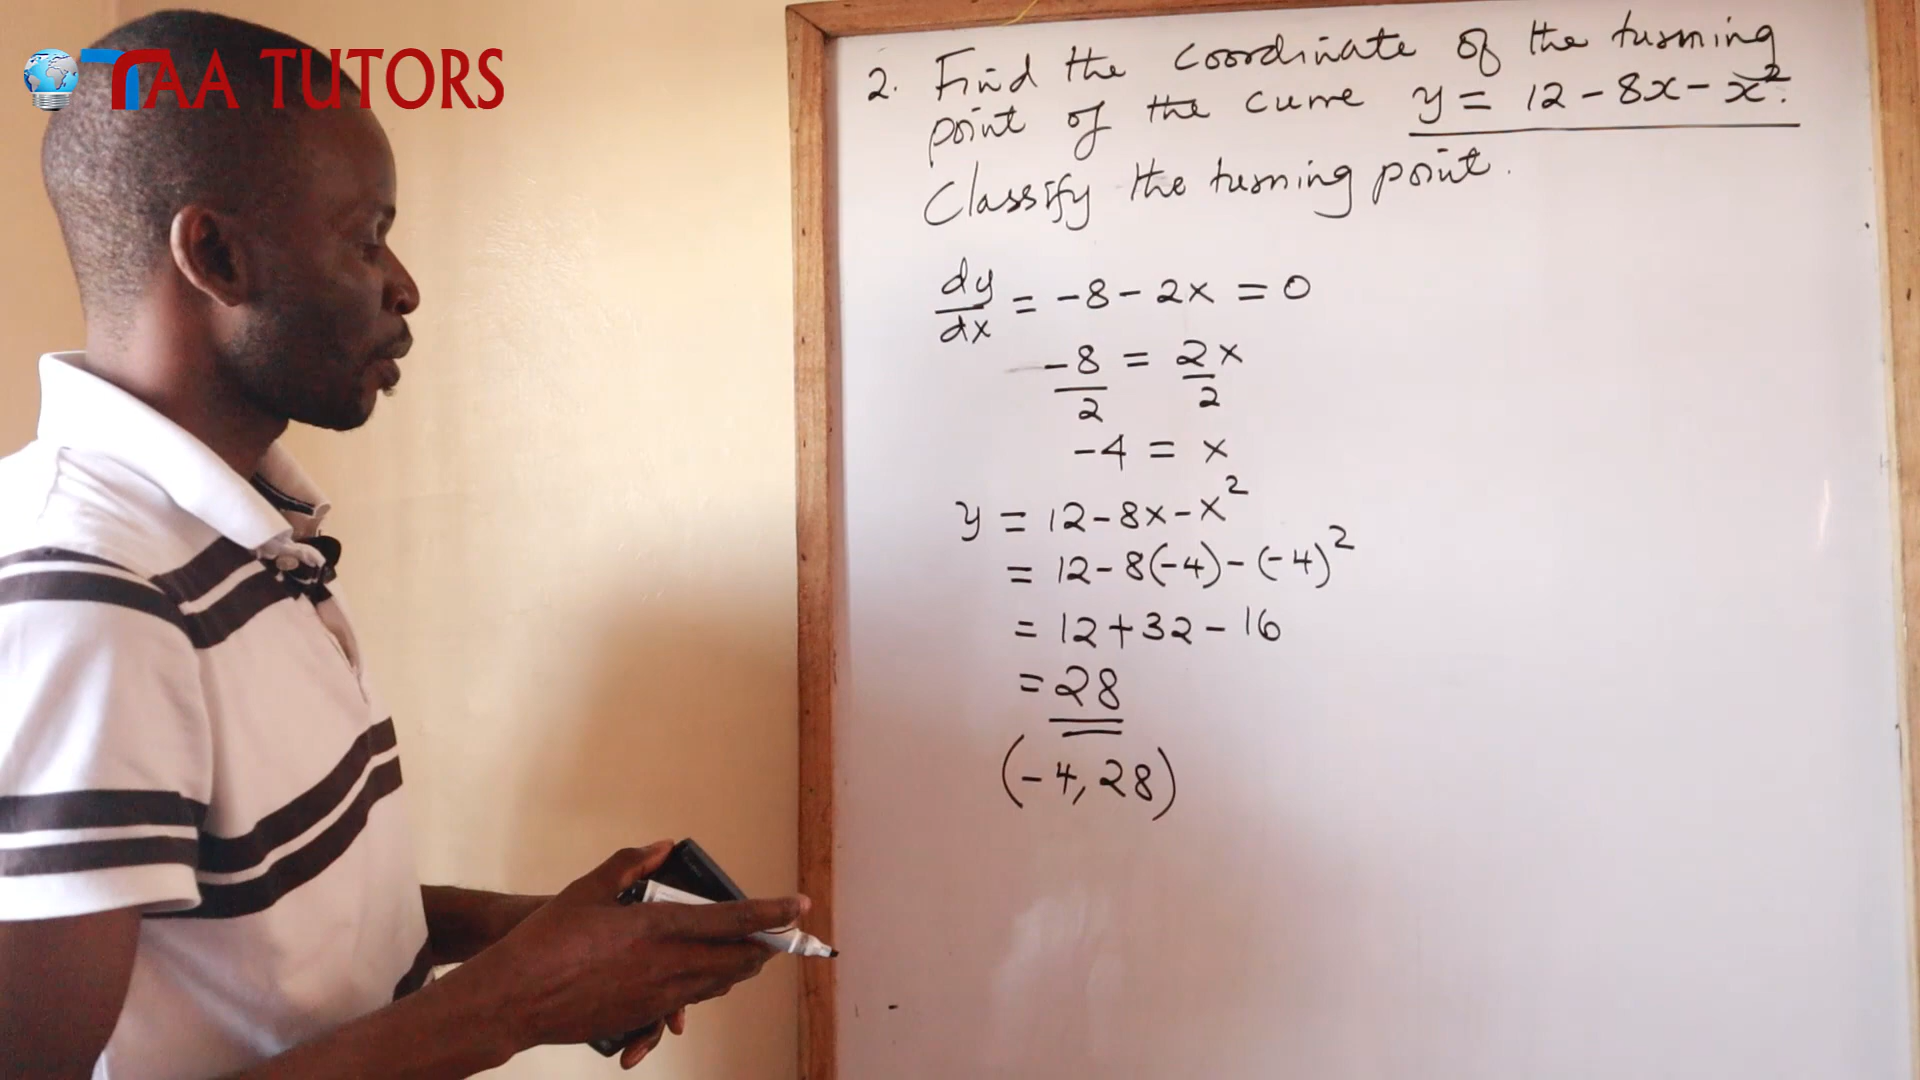 TAA TUTORS
2. Find the coordinate of the turning
point of the curve y = 12 - 8x - x².
Classify the turning point.
dy/dx = -8 - 2x = 0
-8/2 = 2x/2
-4 = x
y = 12 - 8x - x²
= 12 - 8(-4) - (-4)²
= 12 + 32 - 16
= 28
(-4, 28)